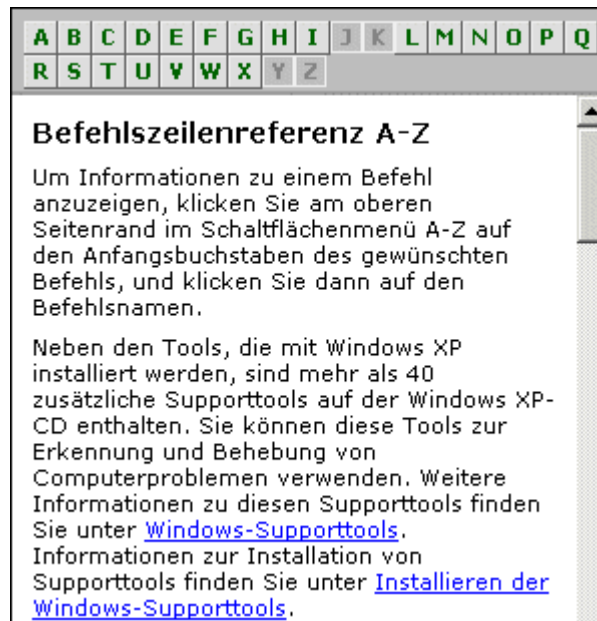 A B C D E F G H I J K L M N O P Q
R S T U V W X Y Z
Befehlszeilenreferenz A-Z
Um Informationen zu einem Befehl
anzuzeigen, klicken Sie am oberen
Seitenrand im Schaltflächenmenü A-Z auf
den Anfangsbuchstaben des gewünschten
Befehls, und klicken Sie dann auf den
Befehlsnamen.
Neben den Tools, die mit Windows XP
installiert werden, sind mehr als 40
zusätzliche Supporttools auf der Windows XP-
CD enthalten. Sie können diese Tools zur
Erkennung und Behebung von
Computerproblemen verwenden. Weitere
Informationen zu diesen Supporttools finden
Sie unter Windows-Supporttools.
Informationen zur Installation von
Supporttools finden Sie unter Installieren der
Windows-Supporttools.